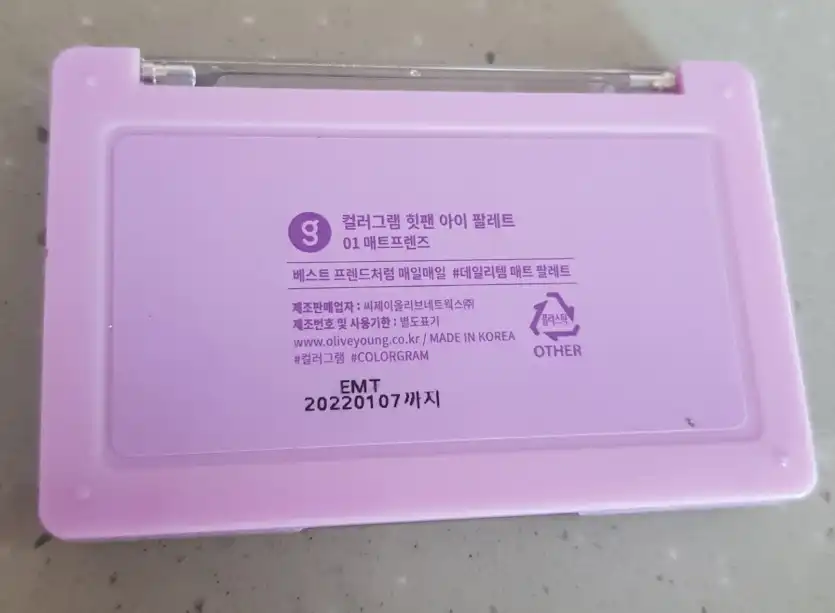 g 컬러그램 힛팬 아이 팔레트
01 매트프렌즈
베스트 프렌드처럼 매일매일 #데일리템 매트 팔레트
제조판매업자 : 씨제이올리브네트웍스㈜
제조번호 및 사용기한 : 별도표기
www.oliveyoung.co.kr / MADE IN KOREA
#컬러그램 #COLORGRAM
플라스틱
OTHER
EMT
20220107까지